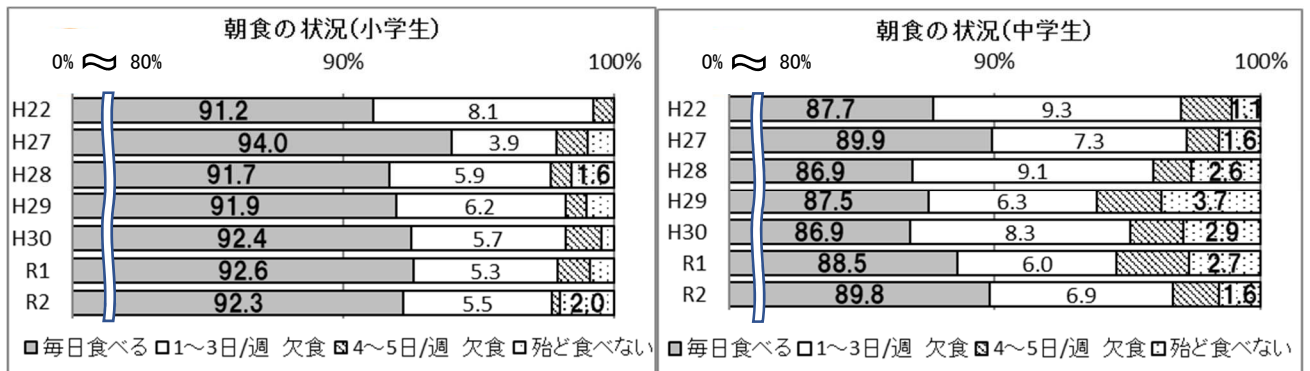 朝食の状況(小学生)
0% 80% 90% 100%
H22 91.2 8.1
H27 94.0 3.9
H28 91.7 5.9 1.6
H29 91.9 6.2
H30 92.4 5.7
R1 92.6 5.3
R2 92.3 5.5 2.0
毎日食べる 1～3日/週 欠食 4～5日/週 欠食 殆ど食べない
朝食の状況(中学生)
0% 80% 90% 100%
H22 87.7 9.3 1.1
H27 89.9 7.3 1.6
H28 86.9 9.1 2.6
H29 87.5 6.3 3.7
H30 86.9 8.3 2.9
R1 88.5 6.0 2.7
R2 89.8 6.9 1.6
毎日食べる 1～3日/週 欠食 4～5日/週 欠食 殆ど食べない